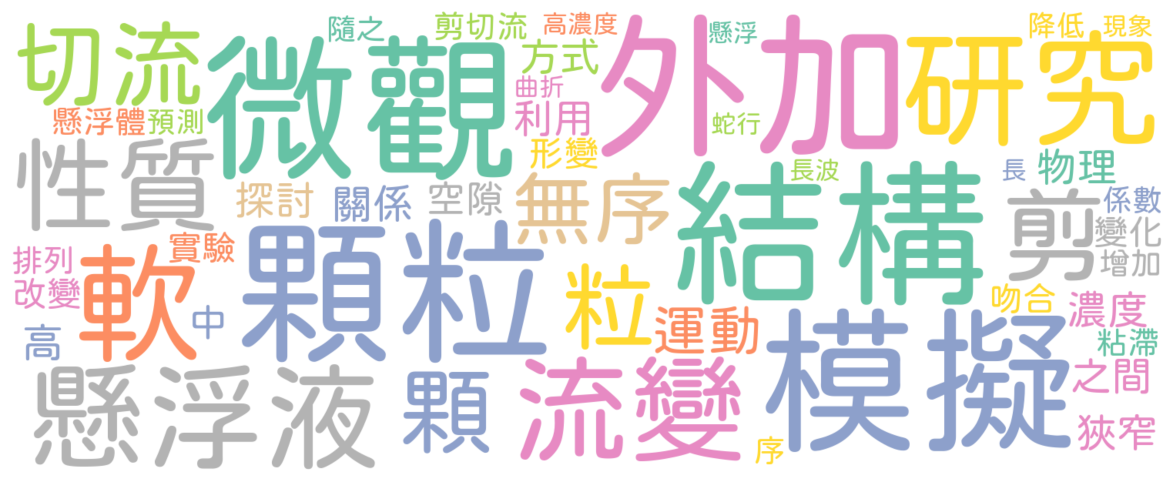 切流
微觀
隨之
剪切流
高濃度
方式
曲折
利用
外加
懸浮
研究
降低
現象
懸浮體
預測
蛇行
性質
形變
探討
關係
空隙
無序
結構
長波
長
物理
剪
係數
變化
增加
排列
改變
實驗
軟
中
高
顆粒
粒
運動
吻合
濃度
粘滯
懸浮液
顆
流變
模擬
之間
狹窄
序